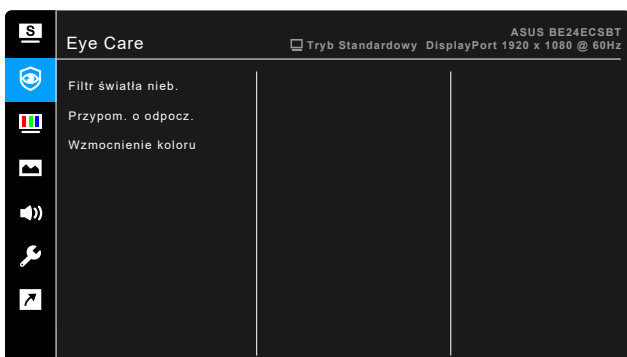 S
ASUS BE24ECSBT
Eye Care
Tryb Standardowy DisplayPort 1920 x 1080 @ 60Hz
Filtr światła nieb.
Przypom. o odpocz.
Wzmocnienie koloru